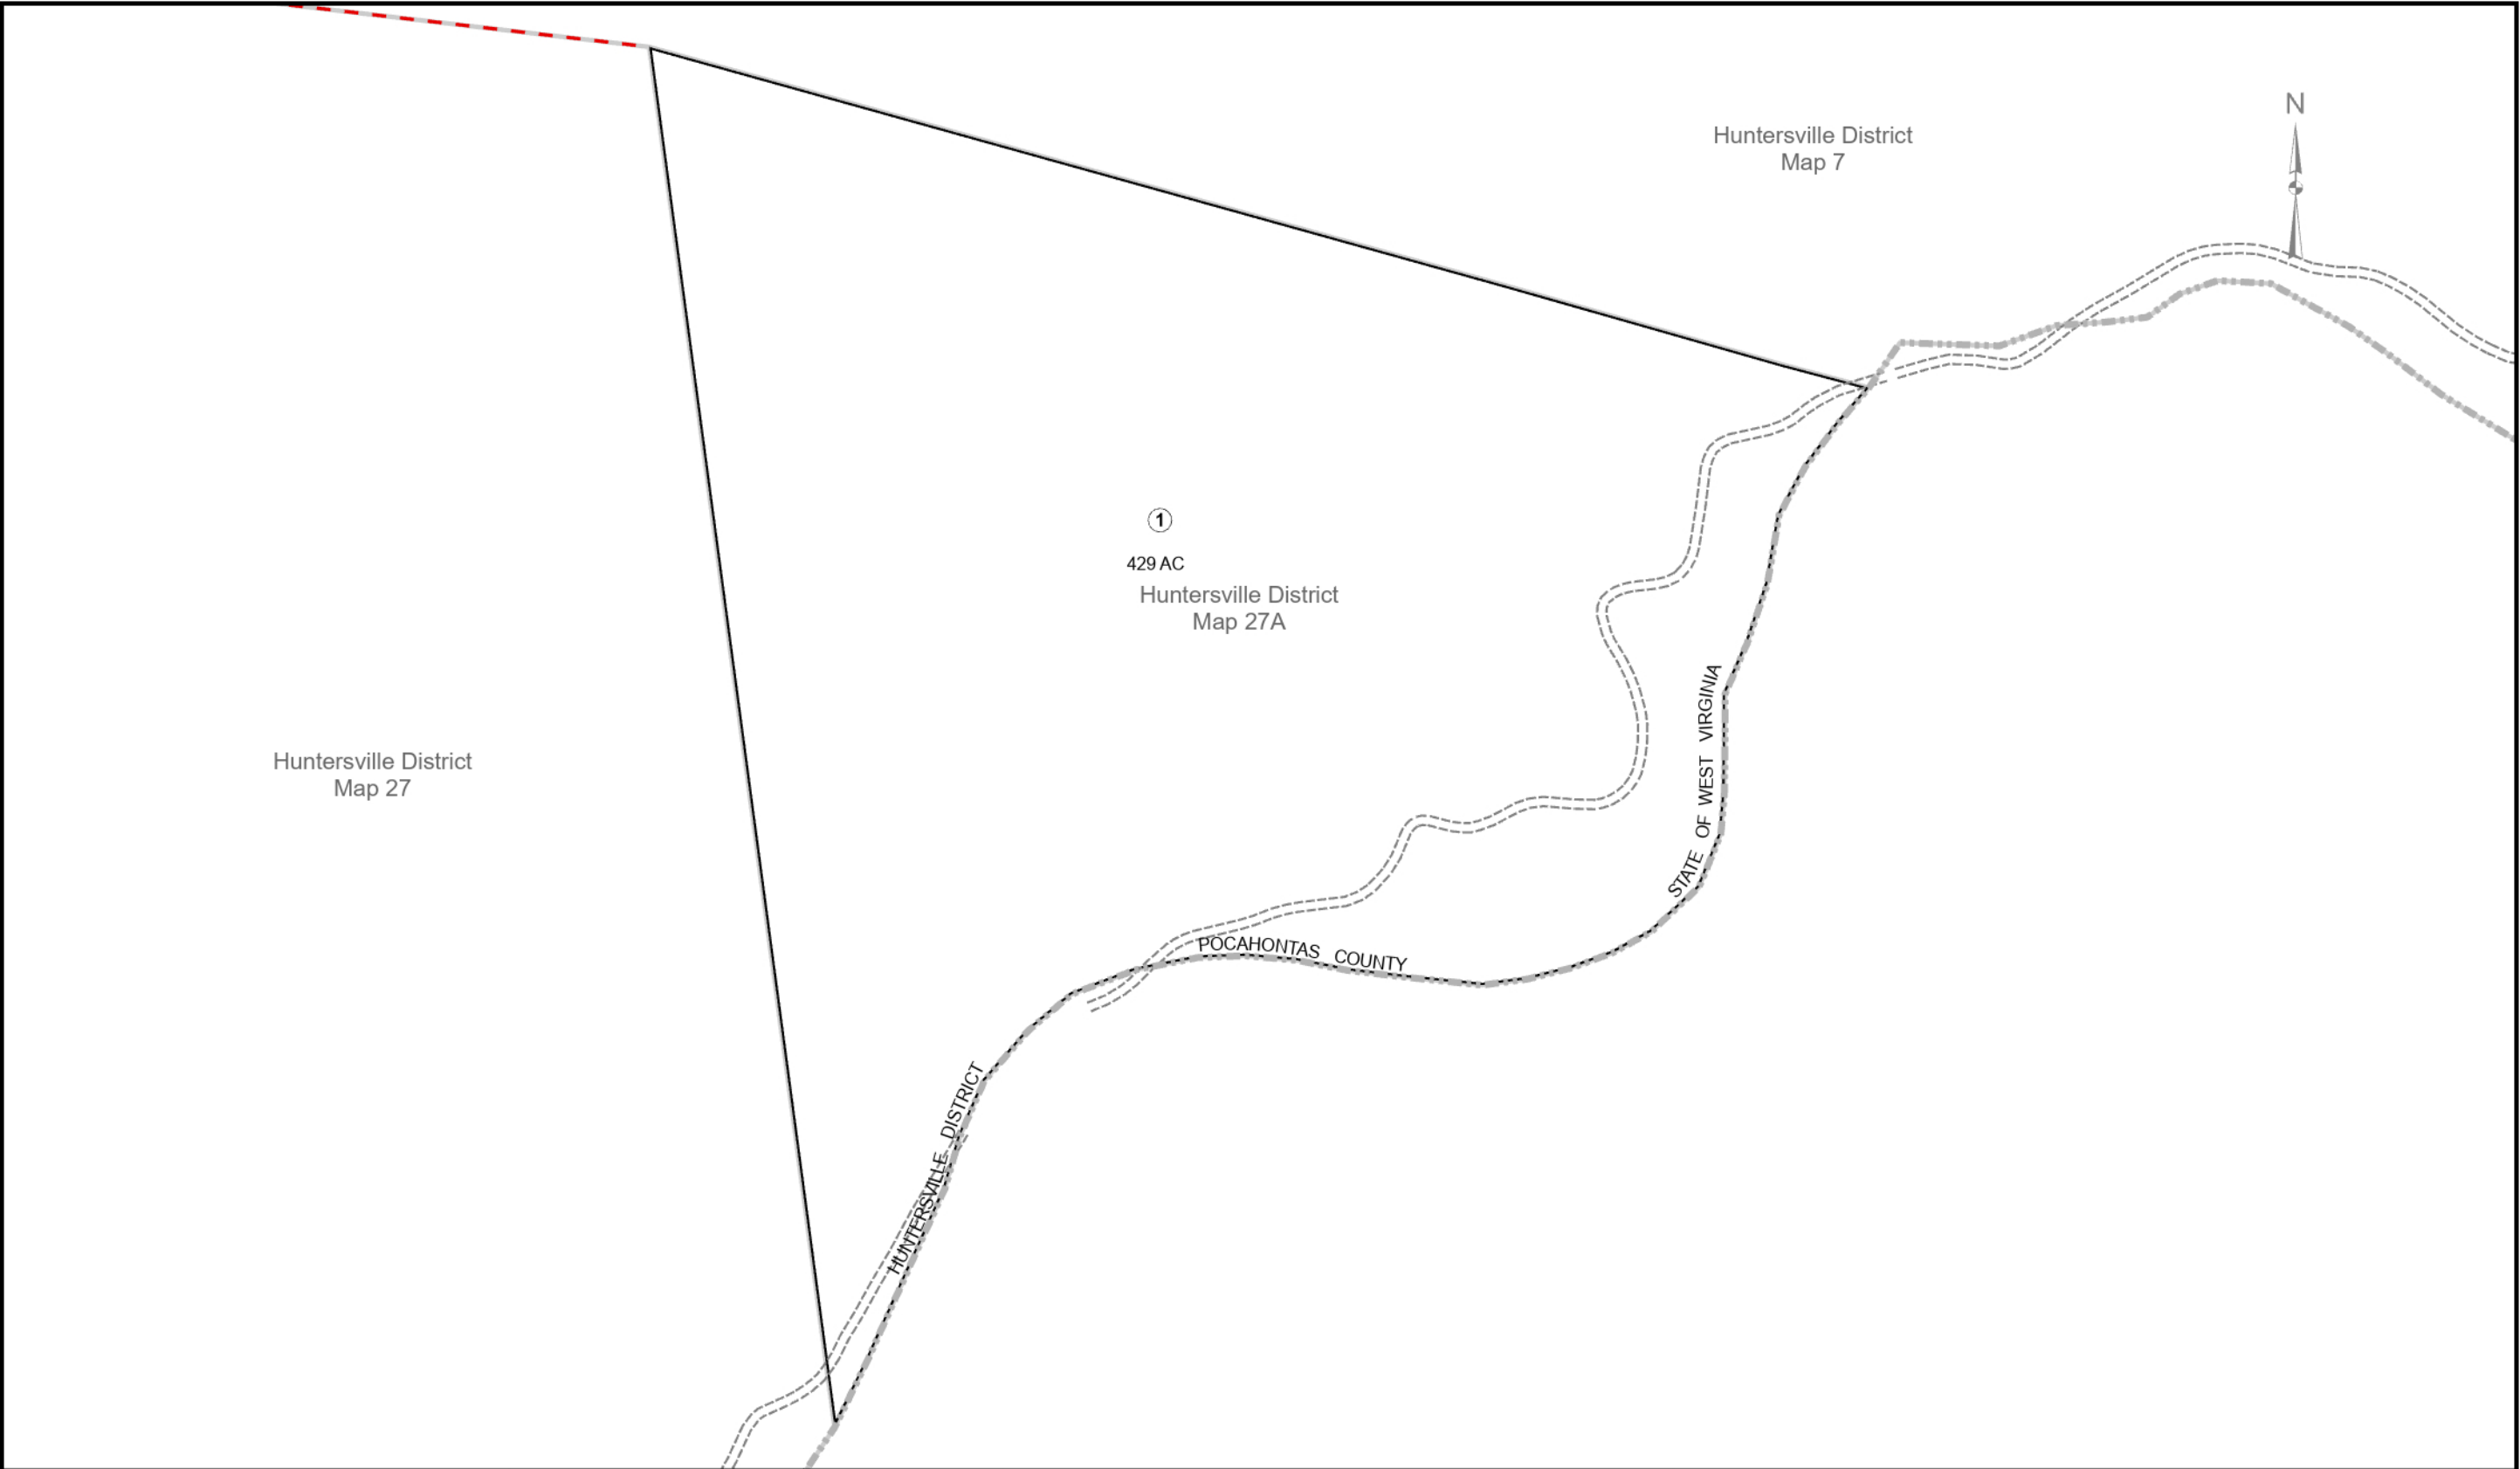 N
Huntersville District
Map 7
1
429 AC
Huntersville District
Map 27A
STATE OF WEST VIRGINIA
Huntersville District
Map 27
POCAHONTAS COUNTY
HUNTERSVILLE DISTRICT